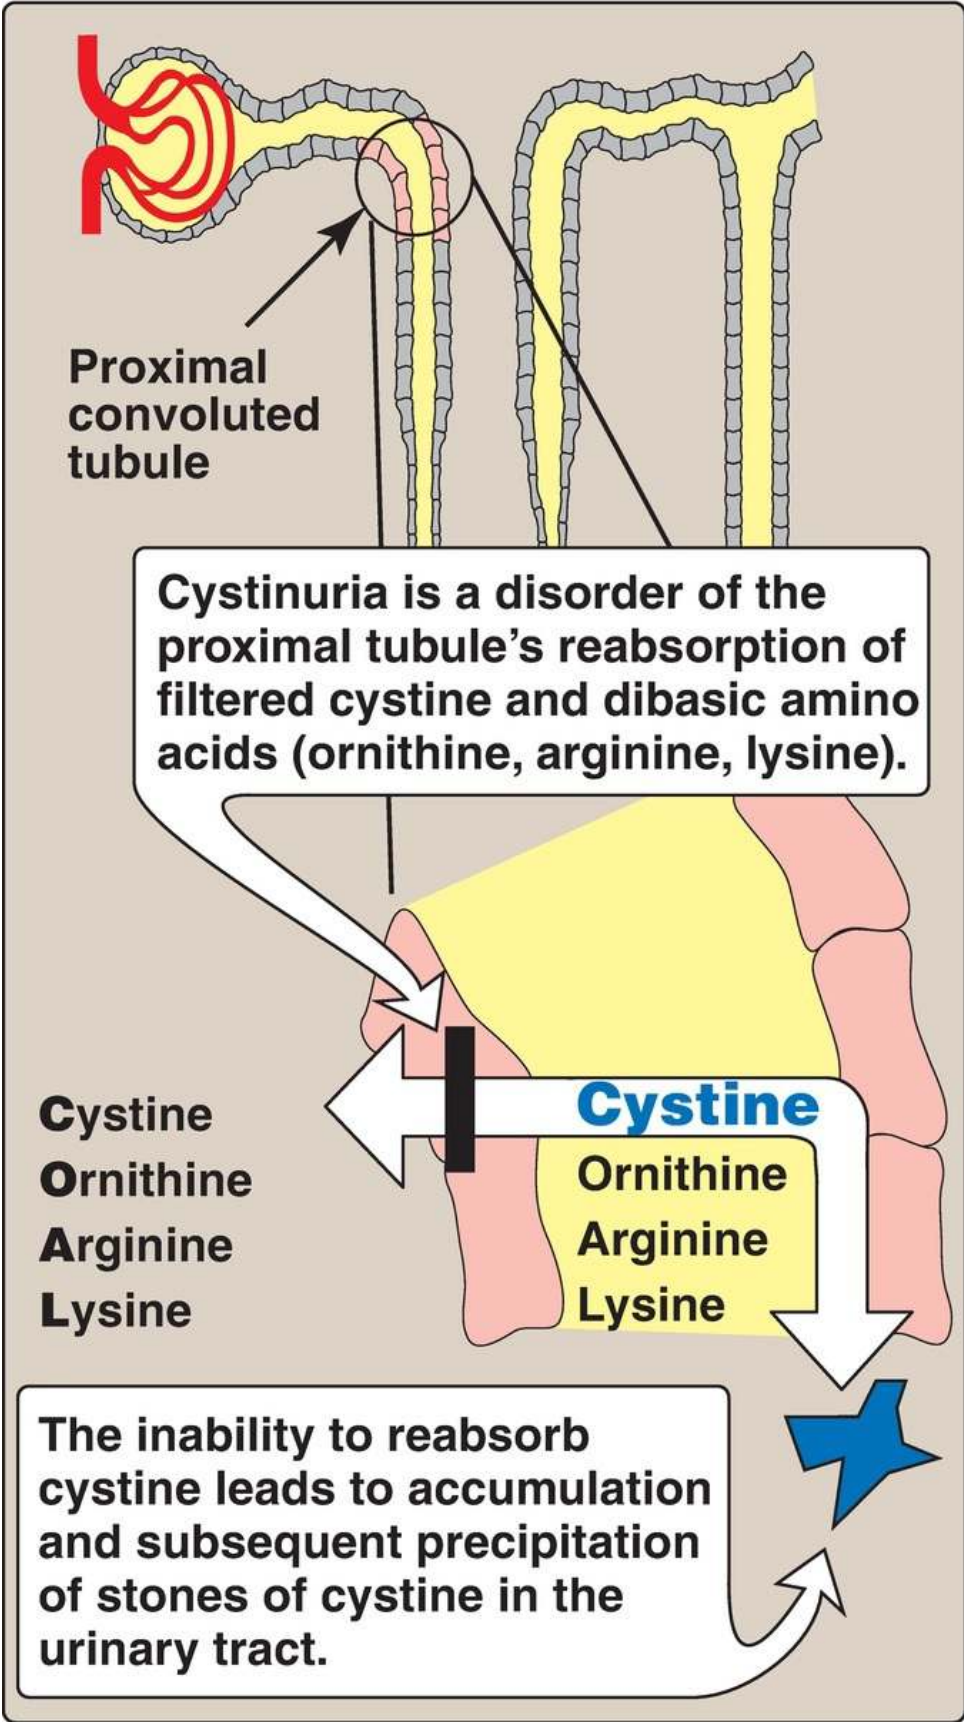 Proximal
convoluted
tubule
Cystinuria is a disorder of the
proximal tubule’s reabsorption of
filtered cystine and dibasic amino
acids (ornithine, arginine, lysine).
Cystine
Ornithine
Arginine
Lysine
Cystine
Ornithine
Arginine
Lysine
The inability to reabsorb
cystine leads to accumulation
and subsequent precipitation
of stones of cystine in the
urinary tract.